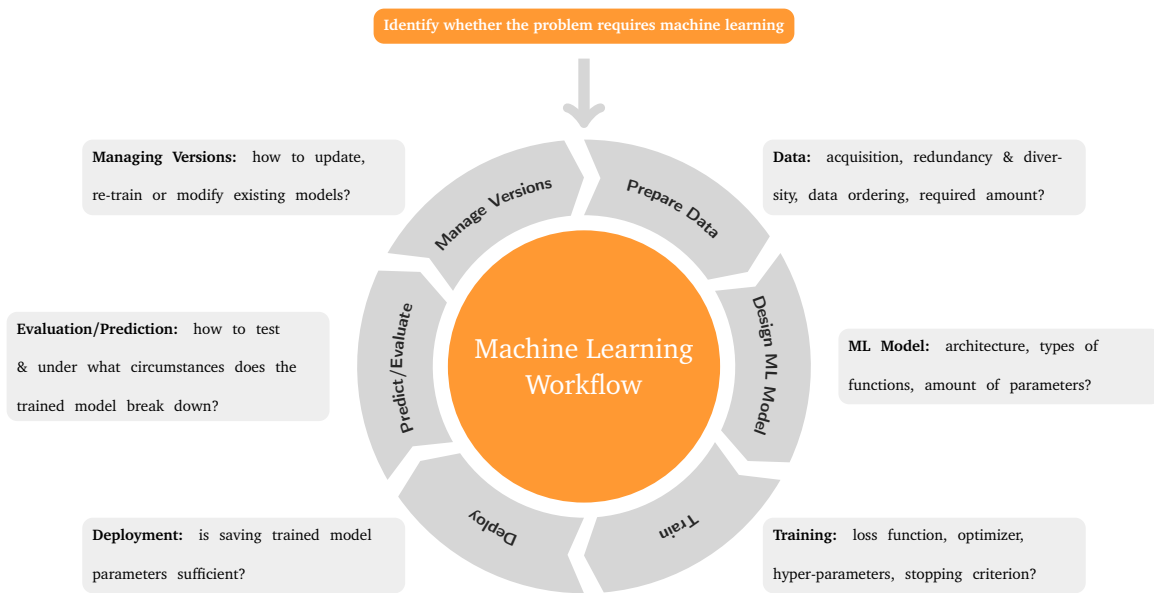 Identify whether the problem requires machine learning
Managing Versions: how to update,
re-train or modify existing models?
Data: acquisition, redundancy & diver-
sity, data ordering, required amount?
Manage Versions
Prepare Data
Evaluation/Prediction: how to test
& under what circumstances does the
trained model break down?
Predict/Evaluate
Machine Learning
Workflow
Design ML Model
ML Model: architecture, types of
functions, amount of parameters?
Deploy
Train
Deployment: is saving trained model
parameters sufficient?
Training: loss function, optimizer,
hyper-parameters, stopping criterion?